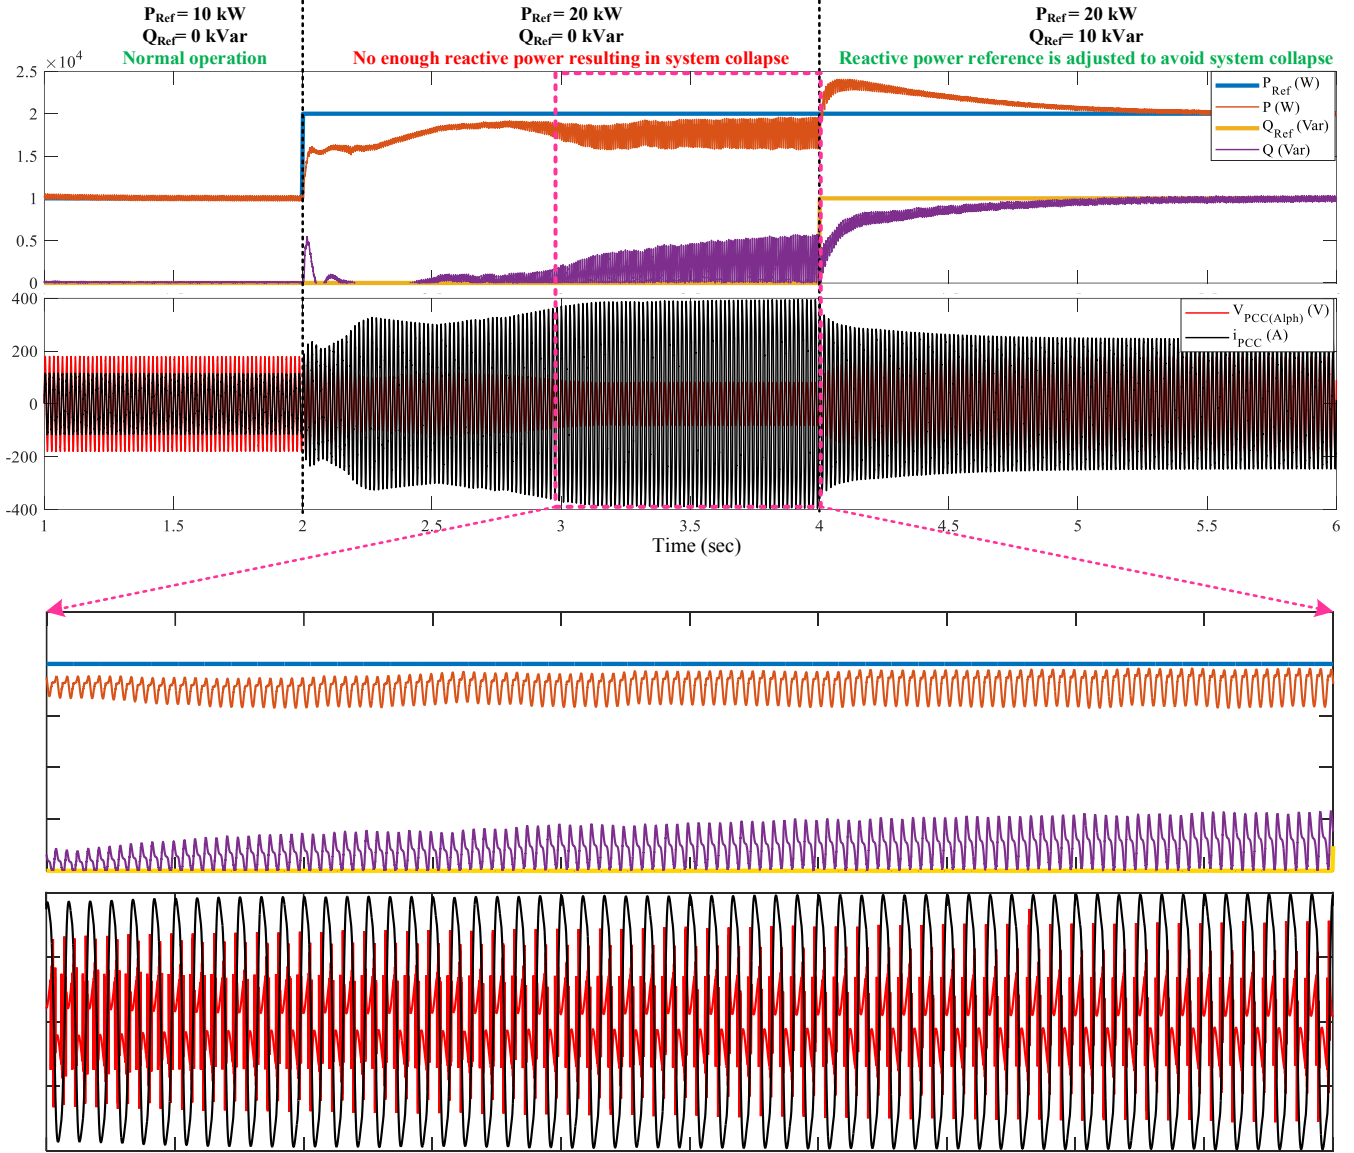 P_Ref = 10 kW
Q_Ref= 0 kVar
Normal operation
P_Ref = 20 kW
Q_Ref= 0 kVar
No enough reactive power resulting in system collapse
P_Ref = 20 kW
Q_Ref= 10 kVar
Reactive power reference is adjusted to avoid system collapse
×10^4
2.5
2
1.5
1
0.5
0
P_Ref (W)
P (W)
Q_Ref (Var)
Q (Var)
400
200
0
-200
-400
V_PCC(Alph) (V)
i_PCC (A)
1
1.5
2
2.5
3
3.5
4
4.5
5
5.5
6
Time (sec)